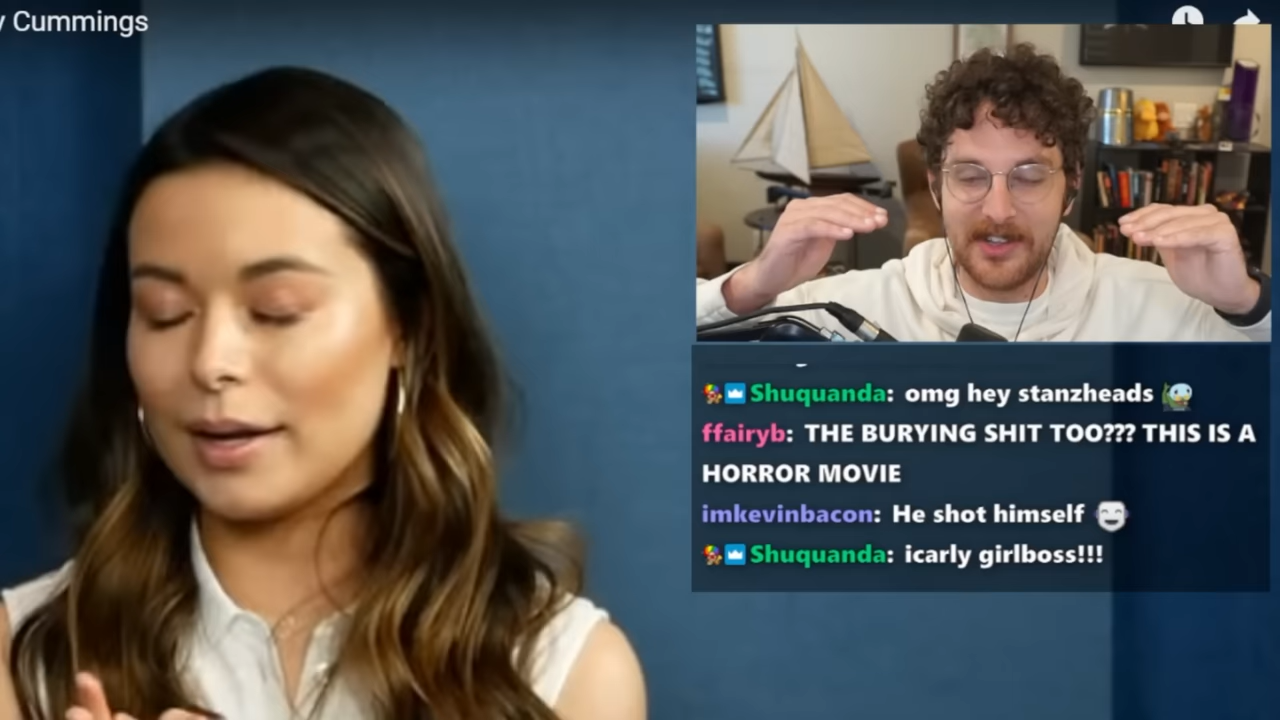 Cummings
Shuquanda: omg hey stanzheads
ffairyb: THE BURYING SHIT TOO??? THIS IS A
HORROR MOVIE
imkevinbacon: He shot himself
Shuquanda: icarly girlboss!!!